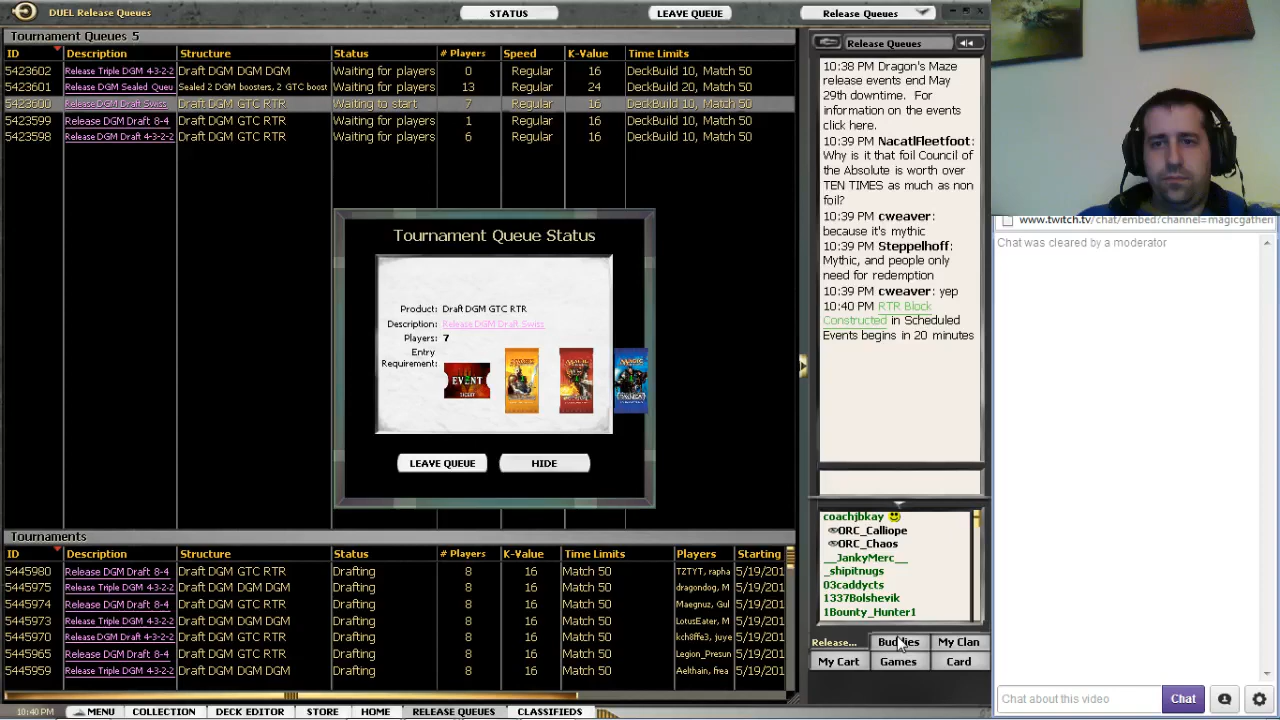 DUEL Release Queues
STATUS
LEAVE QUEUE
Release Queues
Tournament Queues 5
ID Description Structure Status # Players Speed K-Value Time Limits
5423602 Release Triple DGM 4-3-2-2 Draft DGM DGM DGM Waiting for players 0 Regular 16 DeckBuild 10, Match 50
5423601 Release DGM Sealed Queu Sealed 2 DGM boosters, 2 GTC boost Waiting for players 13 Regular 24 DeckBuild 20, Match 50
5423600 Release DGM Draft Swiss Draft DGM GTC RTR Waiting to start 7 Regular 16 DeckBuild 10, Match 50
5423599 Release DGM Draft 8-4 Draft DGM GTC RTR Waiting for players 1 Regular 16 DeckBuild 10, Match 50
5423598 Release DGM Draft 4-3-2-2 Draft DGM GTC RTR Waiting for players 6 Regular 16 DeckBuild 10, Match 50
Tournament Queue Status
Product: Draft DGM GTC RTR
Description: Release DGM Draft Swiss
Players: 7
Entry
Requirement:
EVENT
LEAVE QUEUE
HIDE
Tournaments
ID Description Structure Status # Players K-Value Time Limits Players Starting
5445980 Release DGM Draft 8-4 Draft DGM GTC RTR Drafting 8 16 Match 50 TZTYT, rapha 5/19/201
5445975 Release Triple DGM 4-3-2-2 Draft DGM DGM DGM Drafting 8 16 Match 50 dragondog, M 5/19/201
5445974 Release DGM Draft 8-4 Draft DGM GTC RTR Drafting 8 16 Match 50 Maegnuz, Gul 5/19/201
5445973 Release Triple DGM 4-3-2-2 Draft DGM DGM DGM Drafting 8 16 Match 50 LotusEater, M 5/19/201
5445970 Release DGM Draft 4-3-2-2 Draft DGM GTC RTR Drafting 8 16 Match 50 kch8ffe3, juye 5/19/201
5445965 Release DGM Draft 8-4 Draft DGM GTC RTR Drafting 8 16 Match 50 Legion_Presun 5/19/201
5445959 Release Triple DGM 4-3-2-2 Draft DGM DGM DGM Drafting 8 16 Match 50 Aelthain, frea 5/19/201
10:40 PM MENU COLLECTION DECK EDITOR STORE HOME RELEASE QUEUES CLASSIFIEDS
Release Queues
10:38 PM Dragon's Maze
release events end May
29th downtime. For
information on the events
click here.
10:39 PM NacatlFleetfoot:
Why is it that foil Council of
the Absolute is worth over
TEN TIMES as much as non
foil?
10:39 PM cweaver:
because it's mythic
10:39 PM Steppelhoff:
Mythic, and people only
need for redemption
10:39 PM cweaver: yep
10:40 PM RTR Block
Constructed in Scheduled
Events begins in 20 minutes
coachjbkay
ORC_Calliope
ORC_Chaos
__JankyMerc__
_shipitnugs
03caddycts
1337Bolshevik
1Bounty_Hunter1
Release... Buddies My Clan
My Cart Games Card
www.twitch.tv/chat/embed?channel=magicgatheri
Chat was cleared by a moderator
Chat about this video
Chat